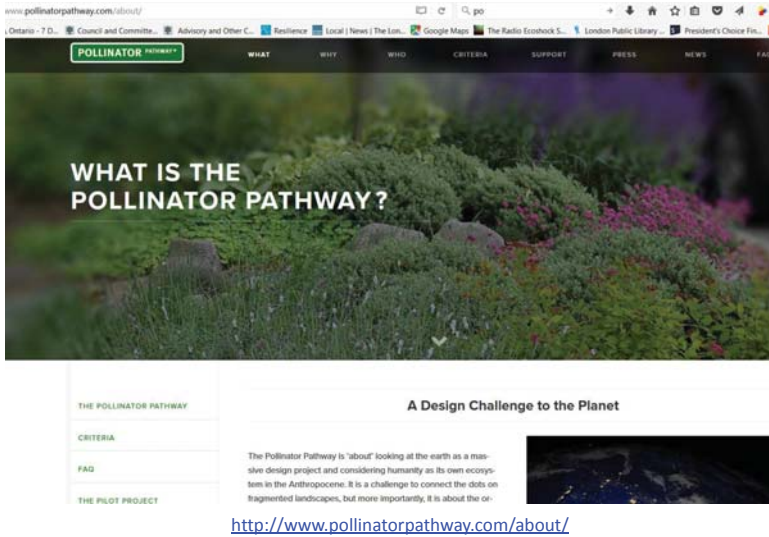 www.pollinatorpathway.com/about/
po
Ontario - 7 D... Council and Committe... Advisory and Other C... Resilience Local | News | The Lon... Google Maps The Radio Ecoshock S... London Public Library ... President's Choice Fin...
POLLINATOR PATHWAY
WHAT WHY WHO CRITERIA SUPPORT PRESS NEWS FAQ
WHAT IS THE
POLLINATOR PATHWAY?
THE POLLINATOR PATHWAY
CRITERIA
FAQ
THE PILOT PROJECT
A Design Challenge to the Planet
The Pollinator Pathway is 'about' looking at the earth as a mas-
sive design project and considering humanity as its own ecosys-
tem in the Anthropocene. It is a challenge to connect the dots on
fragmented landscapes, but more importantly, it is about the or-
http://www.pollinatorpathway.com/about/